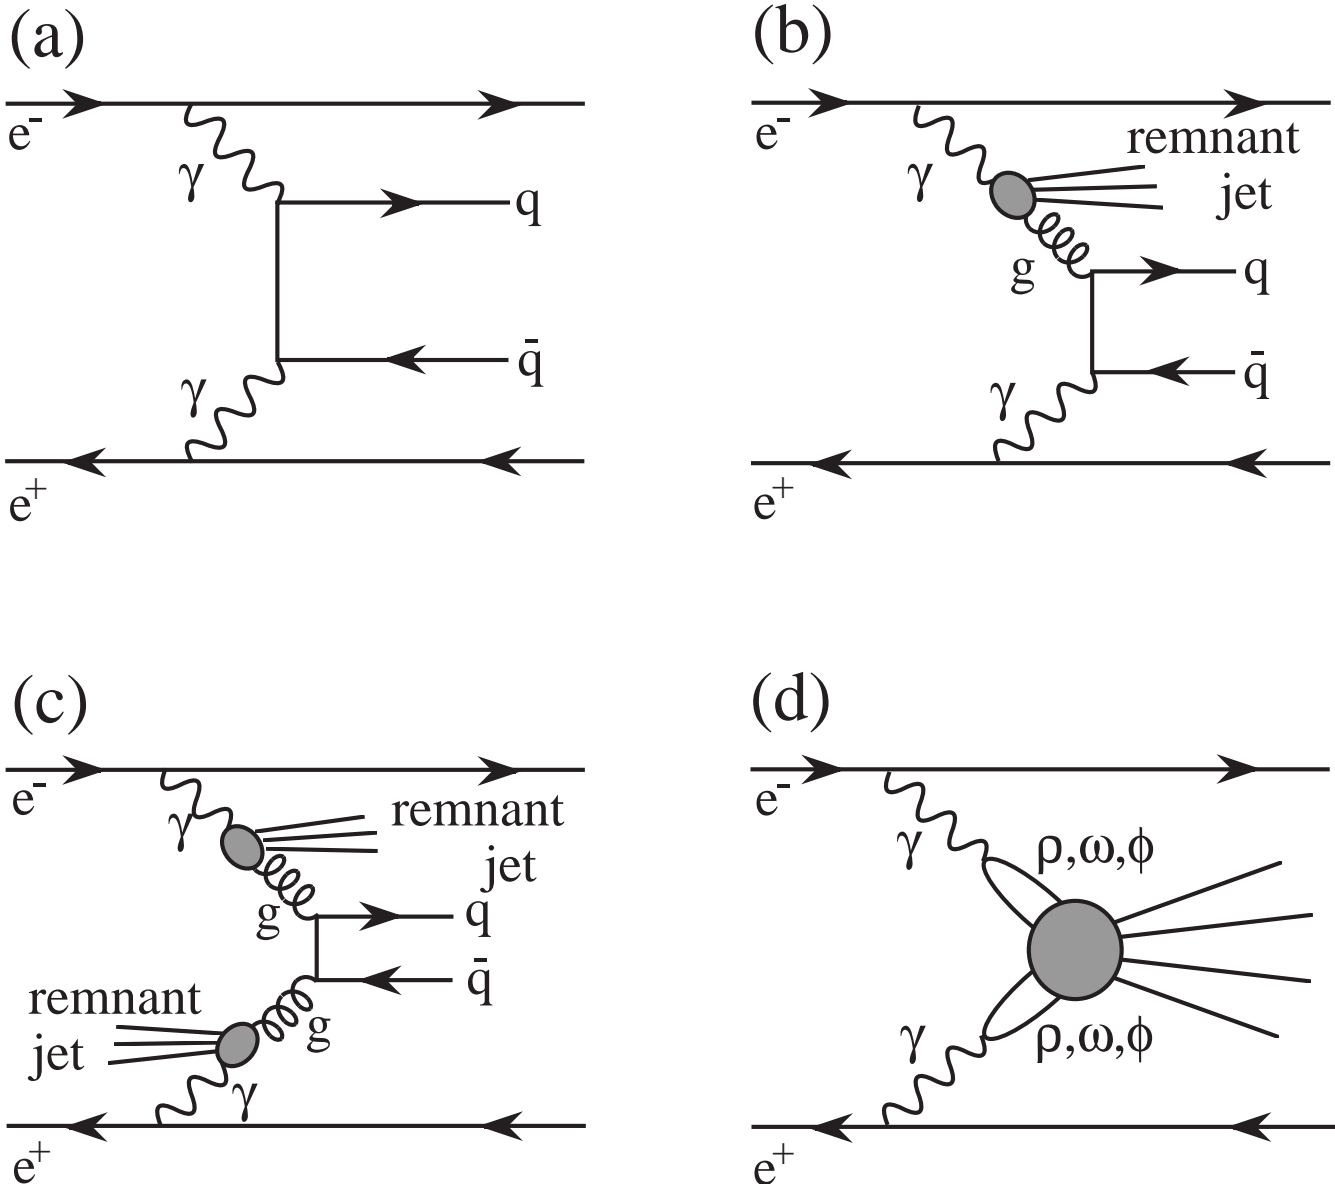 (a)
e-
γ
q
q̄
γ
e+
(b)
e-
remnant
γ
jet
g
q
q̄
γ
e+
(c)
e-
γ
remnant
jet
g
q
q̄
remnant
g
jet
γ
e+
(d)
e-
γ
ρ,ω,φ
γ
ρ,ω,φ
e+